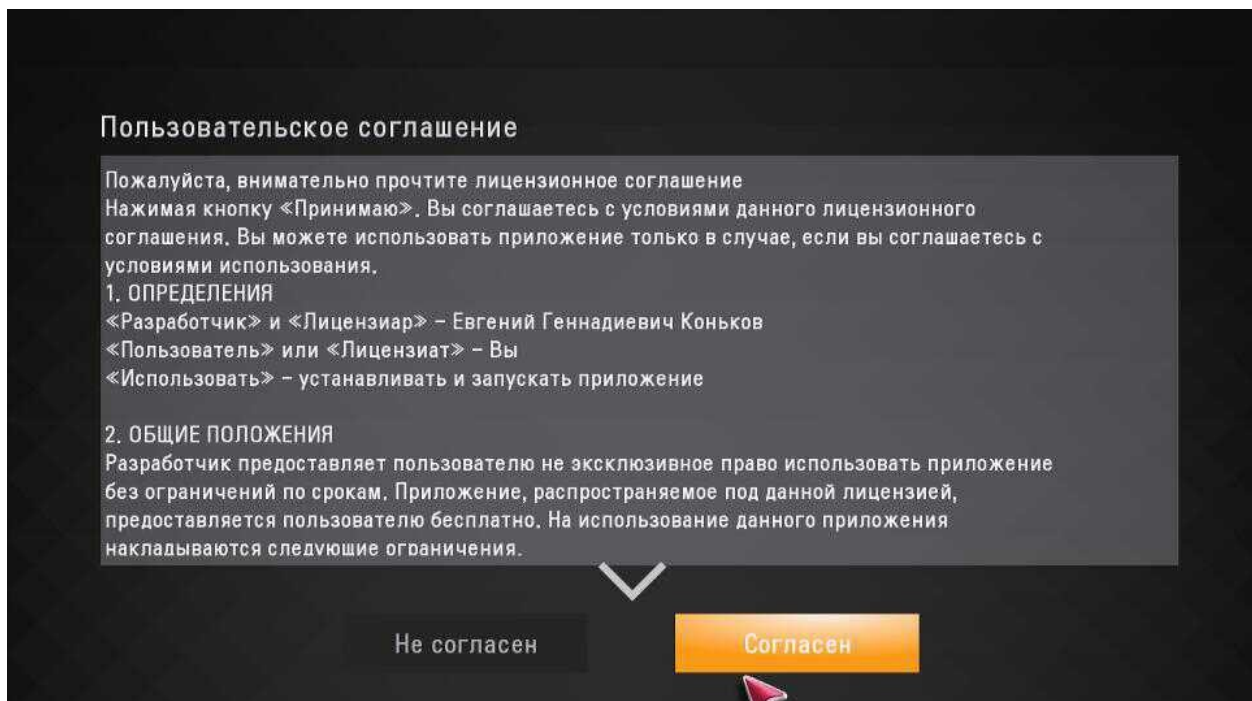 Пользовательское соглашение
Пожалуйста, внимательно прочтите лицензионное соглашение
Нажимая кнопку «Принимаю». Вы соглашаетесь с условиями данного лицензионного
соглашения. Вы можете использовать приложение только в случае, если вы соглашаетесь с
условиями использования.
1. ОПРЕДЕЛЕНИЯ
«Разработчик» и «Лицензиар» – Евгений Геннадиевич Коньков
«Пользователь» или «Лицензиат» – Вы
«Использовать» – устанавливать и запускать приложение
2. ОБЩИЕ ПОЛОЖЕНИЯ
Разработчик предоставляет пользователю не эксклюзивное право использовать приложение
без ограничений по срокам. Приложение, распространяемое под данной лицензией,
предоставляется пользователю бесплатно. На использование данного приложения
накладываются следующие ограничения.
Не согласен
Согласен